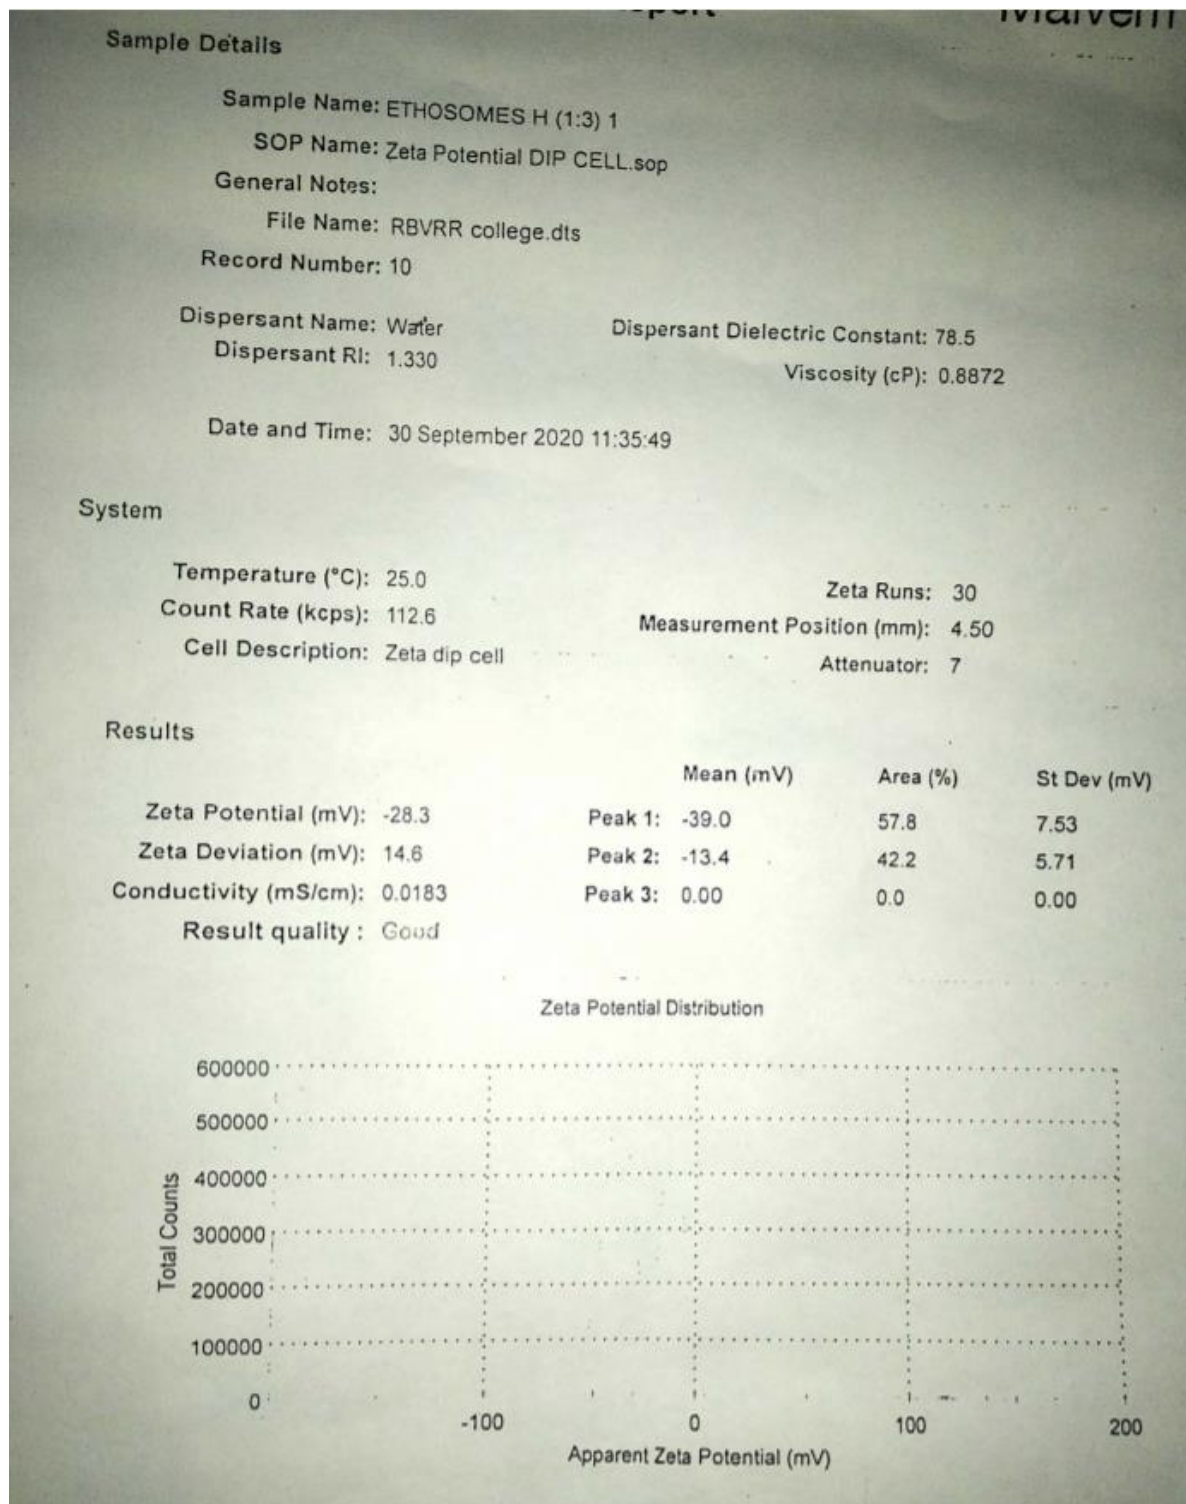 Sample Details
Sample Name: ETHOSOMES H (1:3) 1
SOP Name: Zeta Potential DIP CELL.sop
General Notes:
File Name: RBVRR college.dts
Record Number: 10
Dispersant Name: Water
Dispersant Dielectric Constant: 78.5
Dispersant RI: 1.330
Viscosity (cP): 0.8872
Date and Time: 30 September 2020 11:35:49
System
Temperature (°C): 25.0
Zeta Runs: 30
Count Rate (kcps): 112.6
Measurement Position (mm): 4.50
Cell Description: Zeta dip cell
Attenuator: 7
Results
Mean (mV) Area (%) St Dev (mV)
Zeta Potential (mV): -28.3 Peak 1: -39.0 57.8 7.53
Zeta Deviation (mV): 14.6 Peak 2: -13.4 42.2 5.71
Conductivity (mS/cm): 0.0183 Peak 3: 0.00 0.0 0.00
Result quality : Good
Zeta Potential Distribution
600000
500000
400000
300000
200000
100000
0
Total Counts
-100 0 100 200
Apparent Zeta Potential (mV)